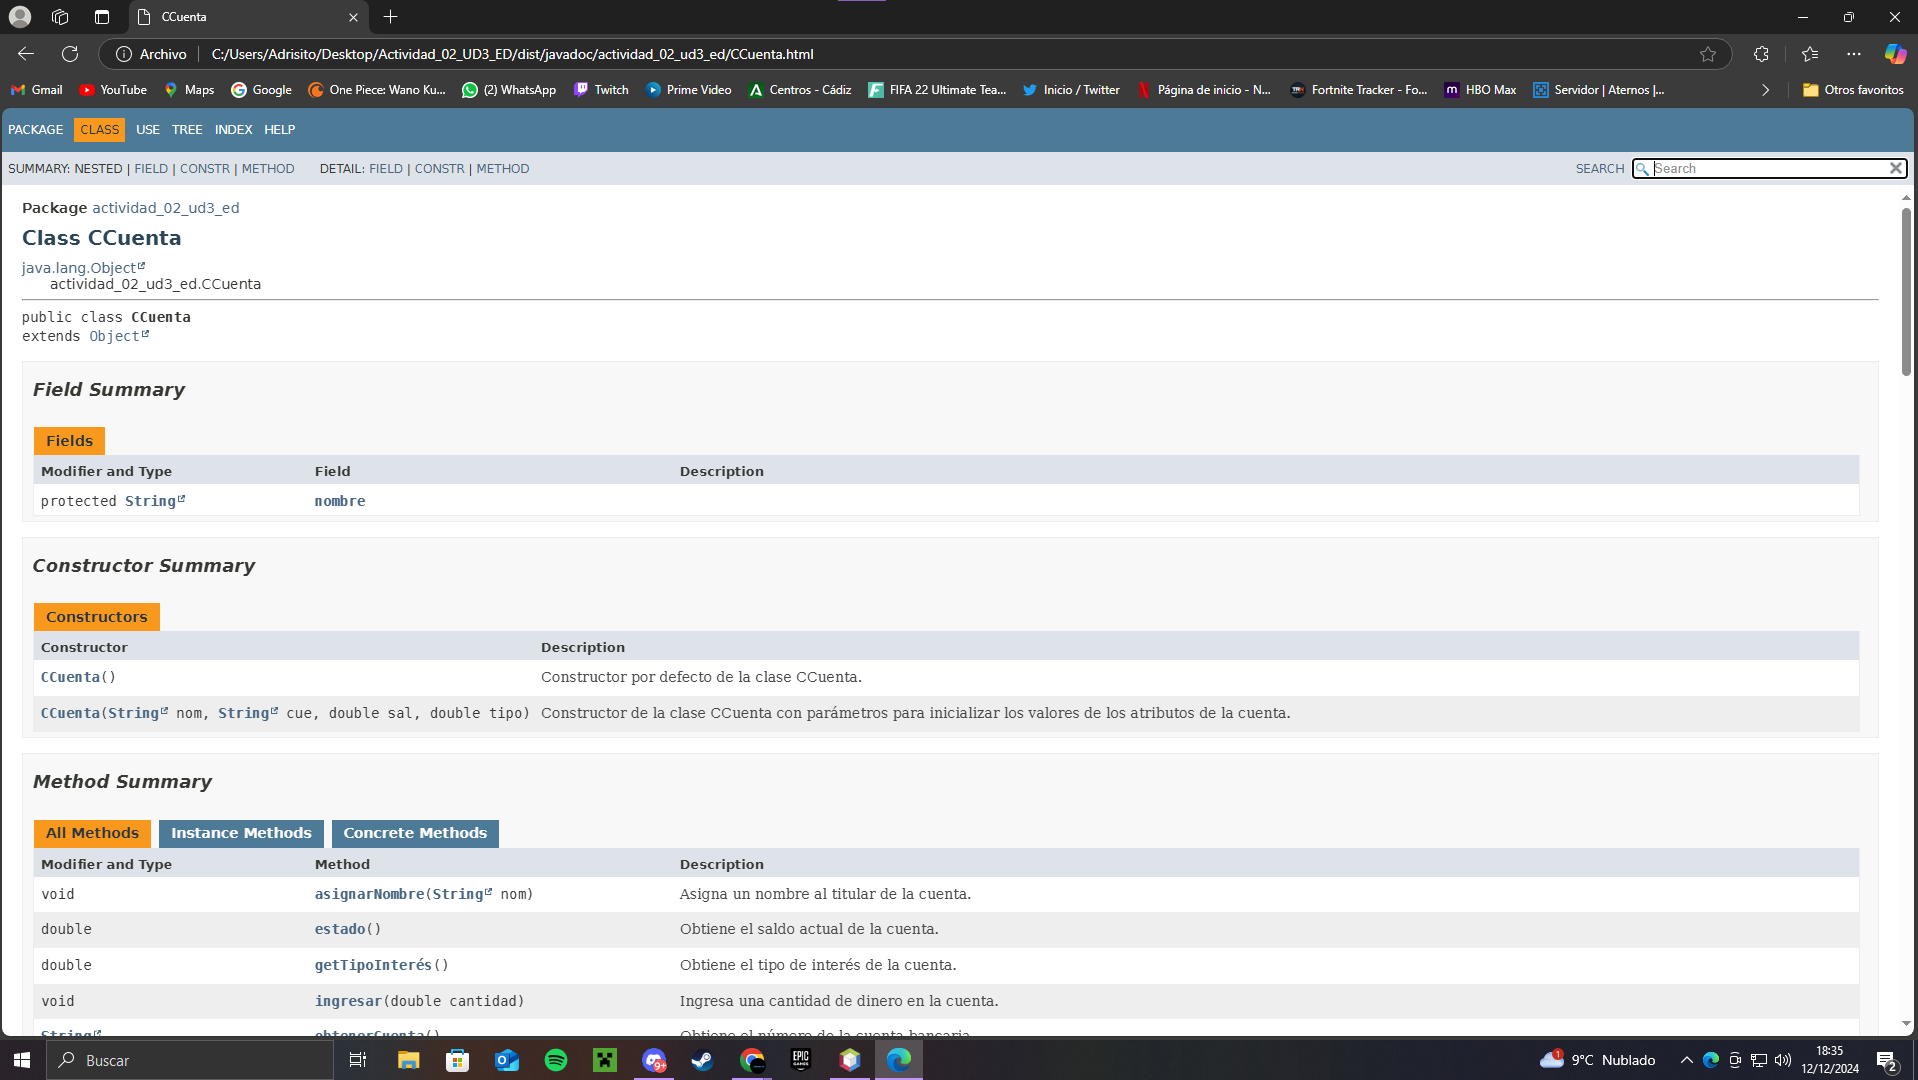 CCuenta
Archivo C:/Users/Adrisito/Desktop/Actividad_02_UD3_ED/dist/javadoc/actividad_02_ud3_ed/CCuenta.html
Gmail YouTube Maps Google One Piece: Wano Ku... (2) WhatsApp Twitch Prime Video Centros - Cádiz FIFA 22 Ultimate Tea... Inicio / Twitter Página de inicio - N... Fortnite Tracker - Fo... HBO Max Servidor | Aternos |... Otros favoritos
PACKAGE CLASS USE TREE INDEX HELP
SUMMARY: NESTED | FIELD | CONSTR | METHOD DETAIL: FIELD | CONSTR | METHOD SEARCH Search
Package actividad_02_ud3_ed
Class CCuenta
java.lang.Object
actividad_02_ud3_ed.CCuenta
public class CCuenta
extends Object
Field Summary
Fields
Modifier and Type Field Description
protected String nombre
Constructor Summary
Constructors
Constructor Description
CCuenta() Constructor por defecto de la clase CCuenta.
CCuenta(String nom, String cue, double sal, double tipo) Constructor de la clase CCuenta con parámetros para inicializar los valores de los atributos de la cuenta.
Method Summary
All Methods Instance Methods Concrete Methods
Modifier and Type Method Description
void asignarNombre(String nom) Asigna un nombre al titular de la cuenta.
double estado() Obtiene el saldo actual de la cuenta.
double getTipoInterés() Obtiene el tipo de interés de la cuenta.
void ingresar(double cantidad) Ingresa una cantidad de dinero en la cuenta.
String obtenerCuenta() Obtiene el número de la cuenta bancaria.
Buscar 9+ EPIC GAMES 1 9°C Nublado 18:35
12/12/2024 2